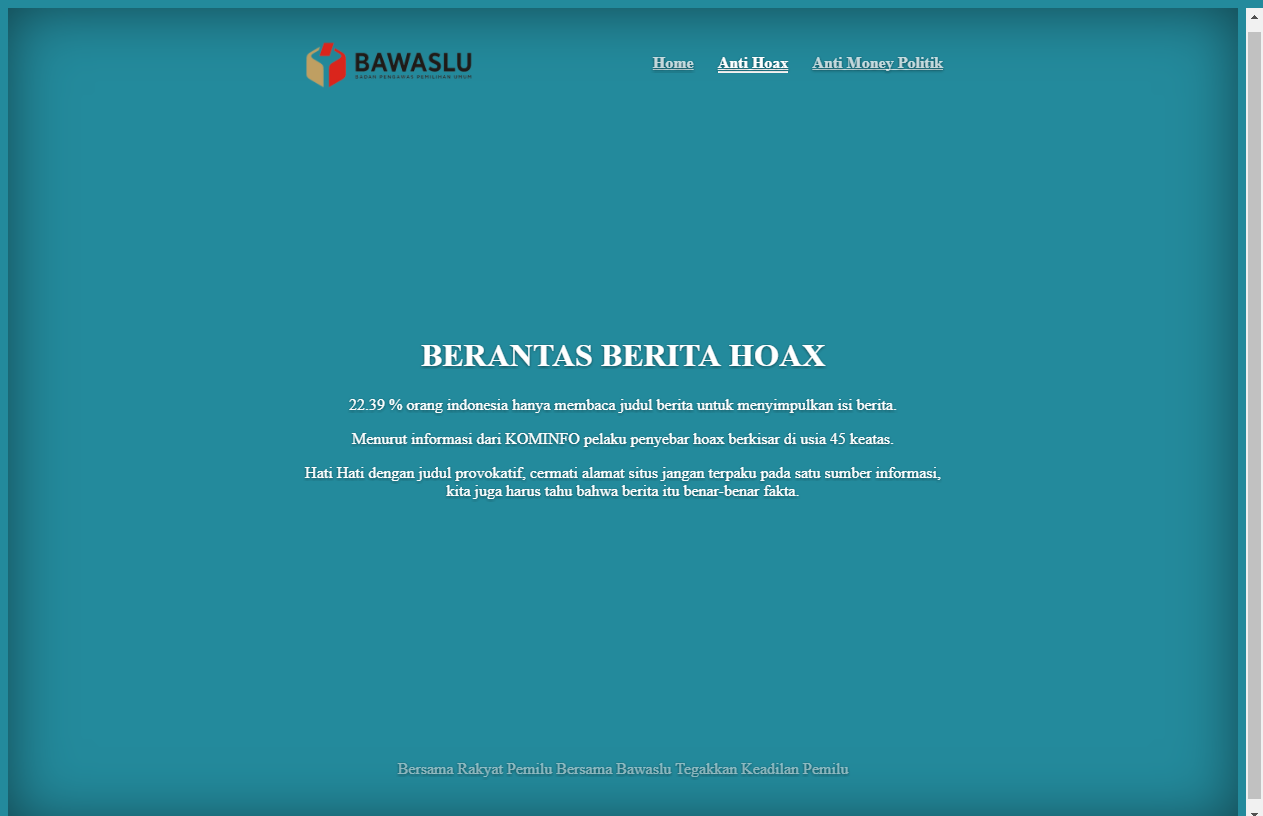 BAWASLU
BADAN PENGAWAS PEMILIHAN UMUM
Home Anti Hoax Anti Money Politik
BERANTAS BERITA HOAX
22.39 % orang indonesia hanya membaca judul berita untuk menyimpulkan isi berita.
Menurut informasi dari KOMINFO pelaku penyebar hoax berkisar di usia 45 keatas.
Hati Hati dengan judul provokatif, cermati alamat situs jangan terpaku pada satu sumber informasi,
kita juga harus tahu bahwa berita itu benar-benar fakta.
Bersama Rakyat Pemilu Bersama Bawaslu Tegakkan Keadilan Pemilu